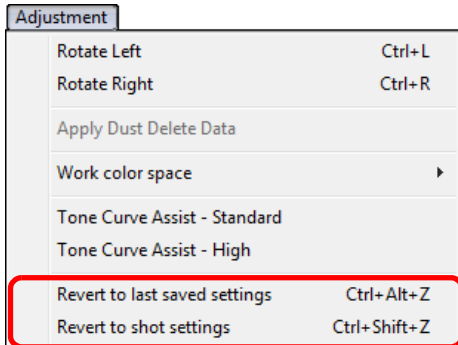 Adjustment
Rotate Left Ctrl+L
Rotate Right Ctrl+R
Apply Dust Delete Data
Work color space
Tone Curve Assist - Standard
Tone Curve Assist - High
Revert to last saved settings Ctrl+Alt+Z
Revert to shot settings Ctrl+Shift+Z